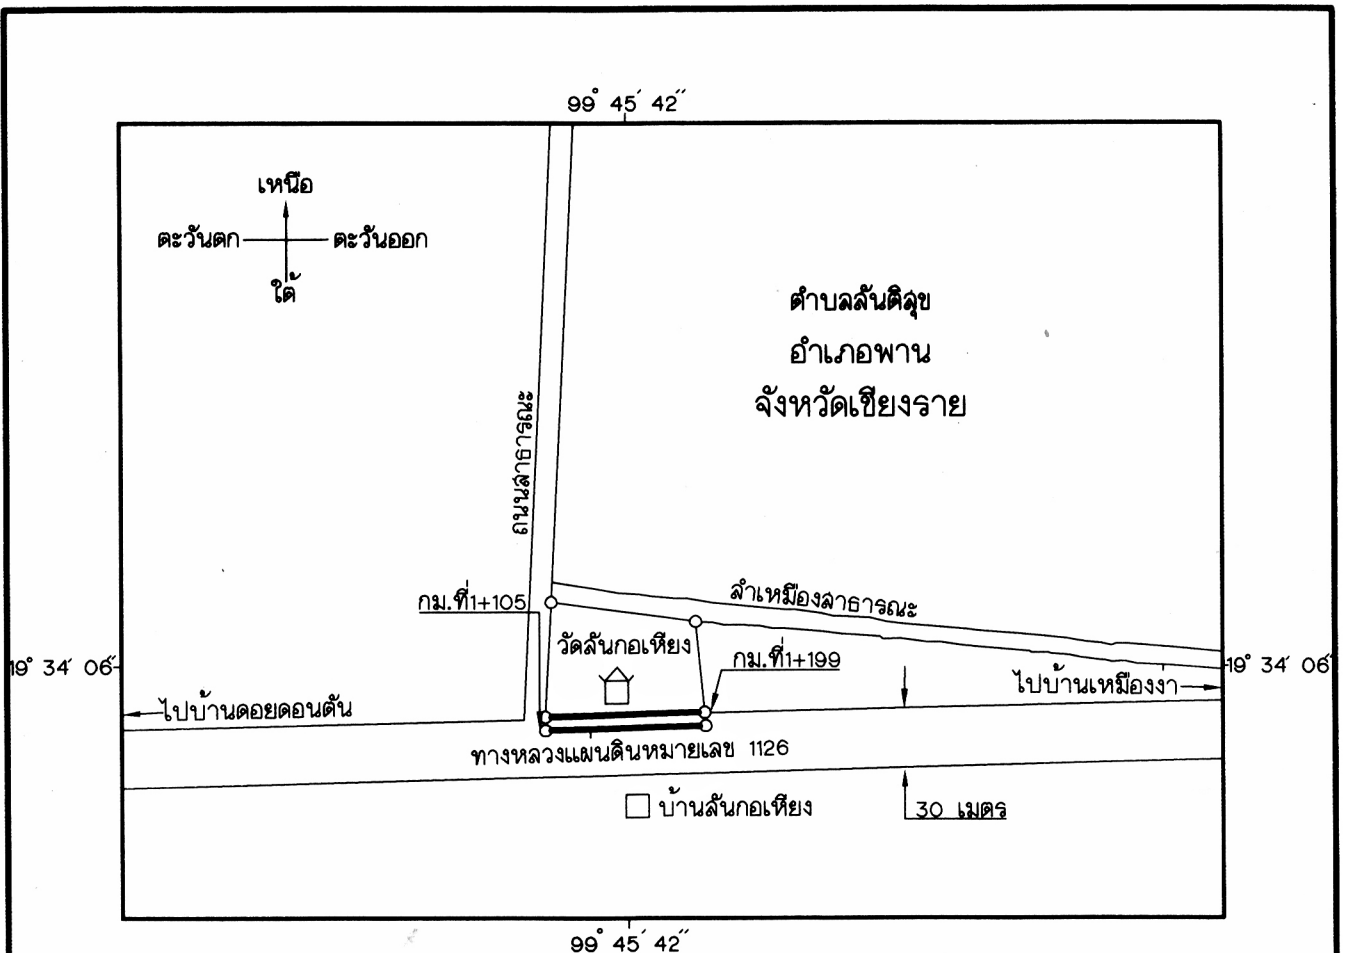 99° 45′ 42″
เหนือ
ตะวันตก
ตะวันออก
ใต้
ตำบลสันติสุข
อำเภอพาน
จังหวัดเชียงราย
ถนนสาธารณะ
ลำเหมืองสาธารณะ
กม.ที่1+105
วัดสันกอเหียง
กม.ที่1+199
19° 34′ 06″
19° 34′ 06″
ไปบ้านเหมืองงา
ไปบ้านดอยดอนตัน
ทางหลวงแผ่นดินหมายเลข 1126
บ้านสันกอเหียง
30 เมตร
99° 45′ 42″